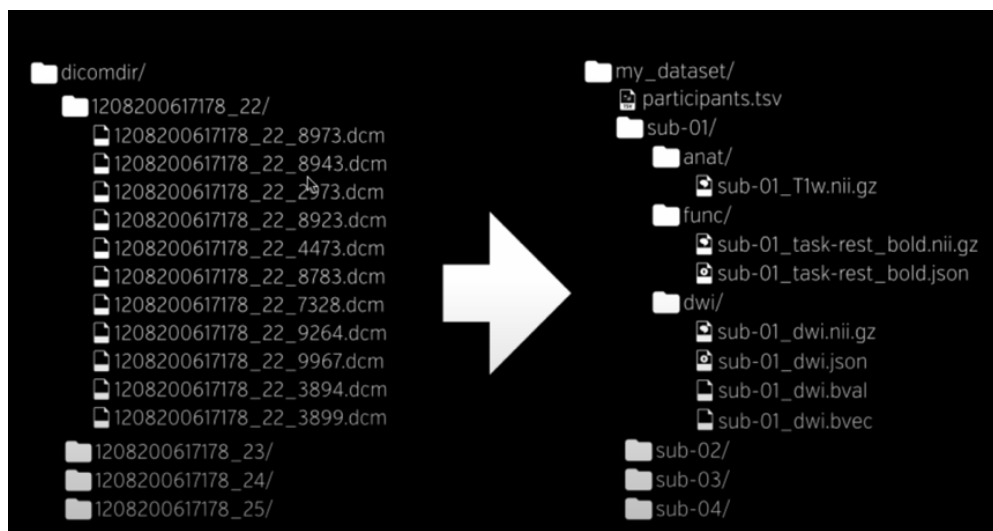 dicomdir/
1208200617178_22/
1208200617178_22_8973.dcm
1208200617178_22_8943.dcm
1208200617178_22_2973.dcm
1208200617178_22_8923.dcm
1208200617178_22_4473.dcm
1208200617178_22_8783.dcm
1208200617178_22_7328.dcm
1208200617178_22_9264.dcm
1208200617178_22_9967.dcm
1208200617178_22_3894.dcm
1208200617178_22_3899.dcm
1208200617178_23/
1208200617178_24/
1208200617178_25/
my_dataset/
participants.tsv
sub-01/
anat/
sub-01_T1w.nii.gz
func/
sub-01_task-rest_bold.nii.gz
sub-01_task-rest_bold.json
dwi/
sub-01_dwi.nii.gz
sub-01_dwi.json
sub-01_dwi.bval
sub-01_dwi.bvec
sub-02/
sub-03/
sub-04/